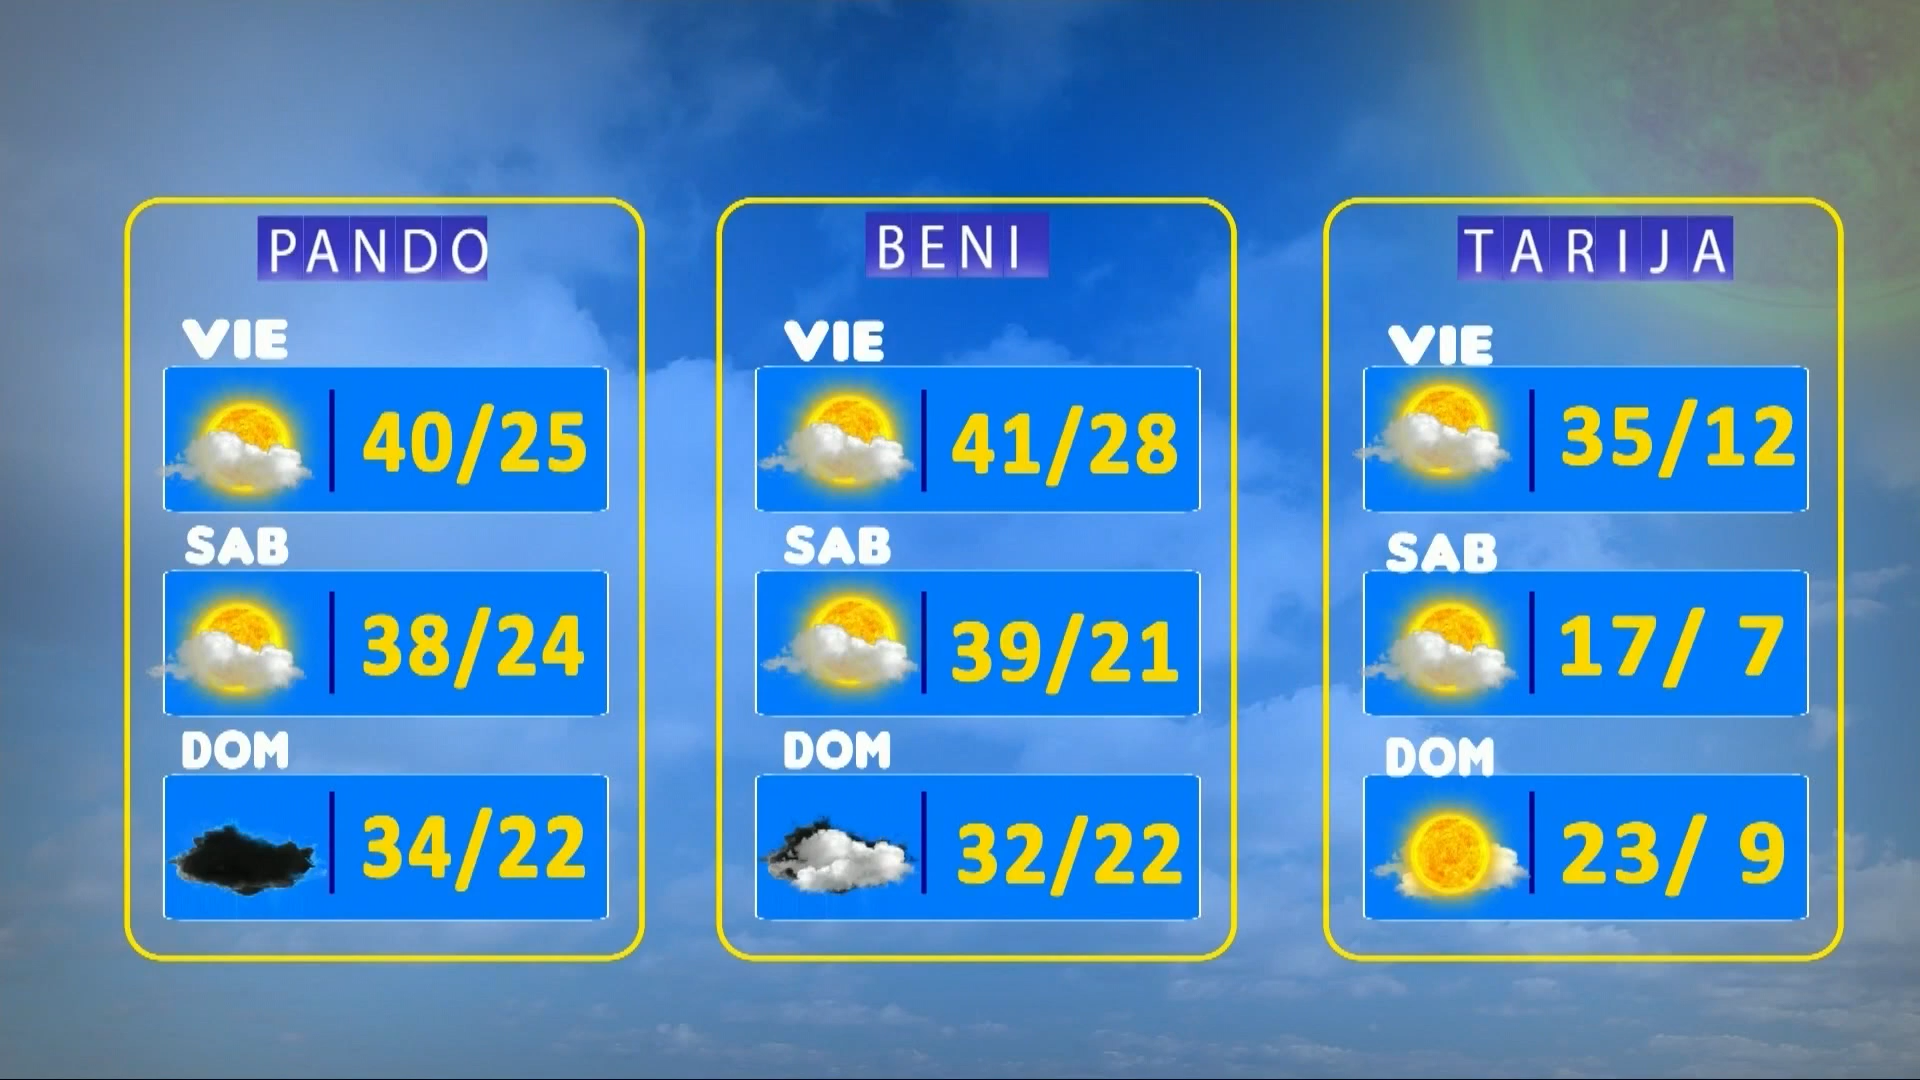 PANDO
VIE
40/25
SAB
38/24
DOM
34/22
BENI
VIE
41/28
SAB
39/21
DOM
32/22
TARIJA
VIE
35/12
SAB
17/ 7
DOM
23/ 9